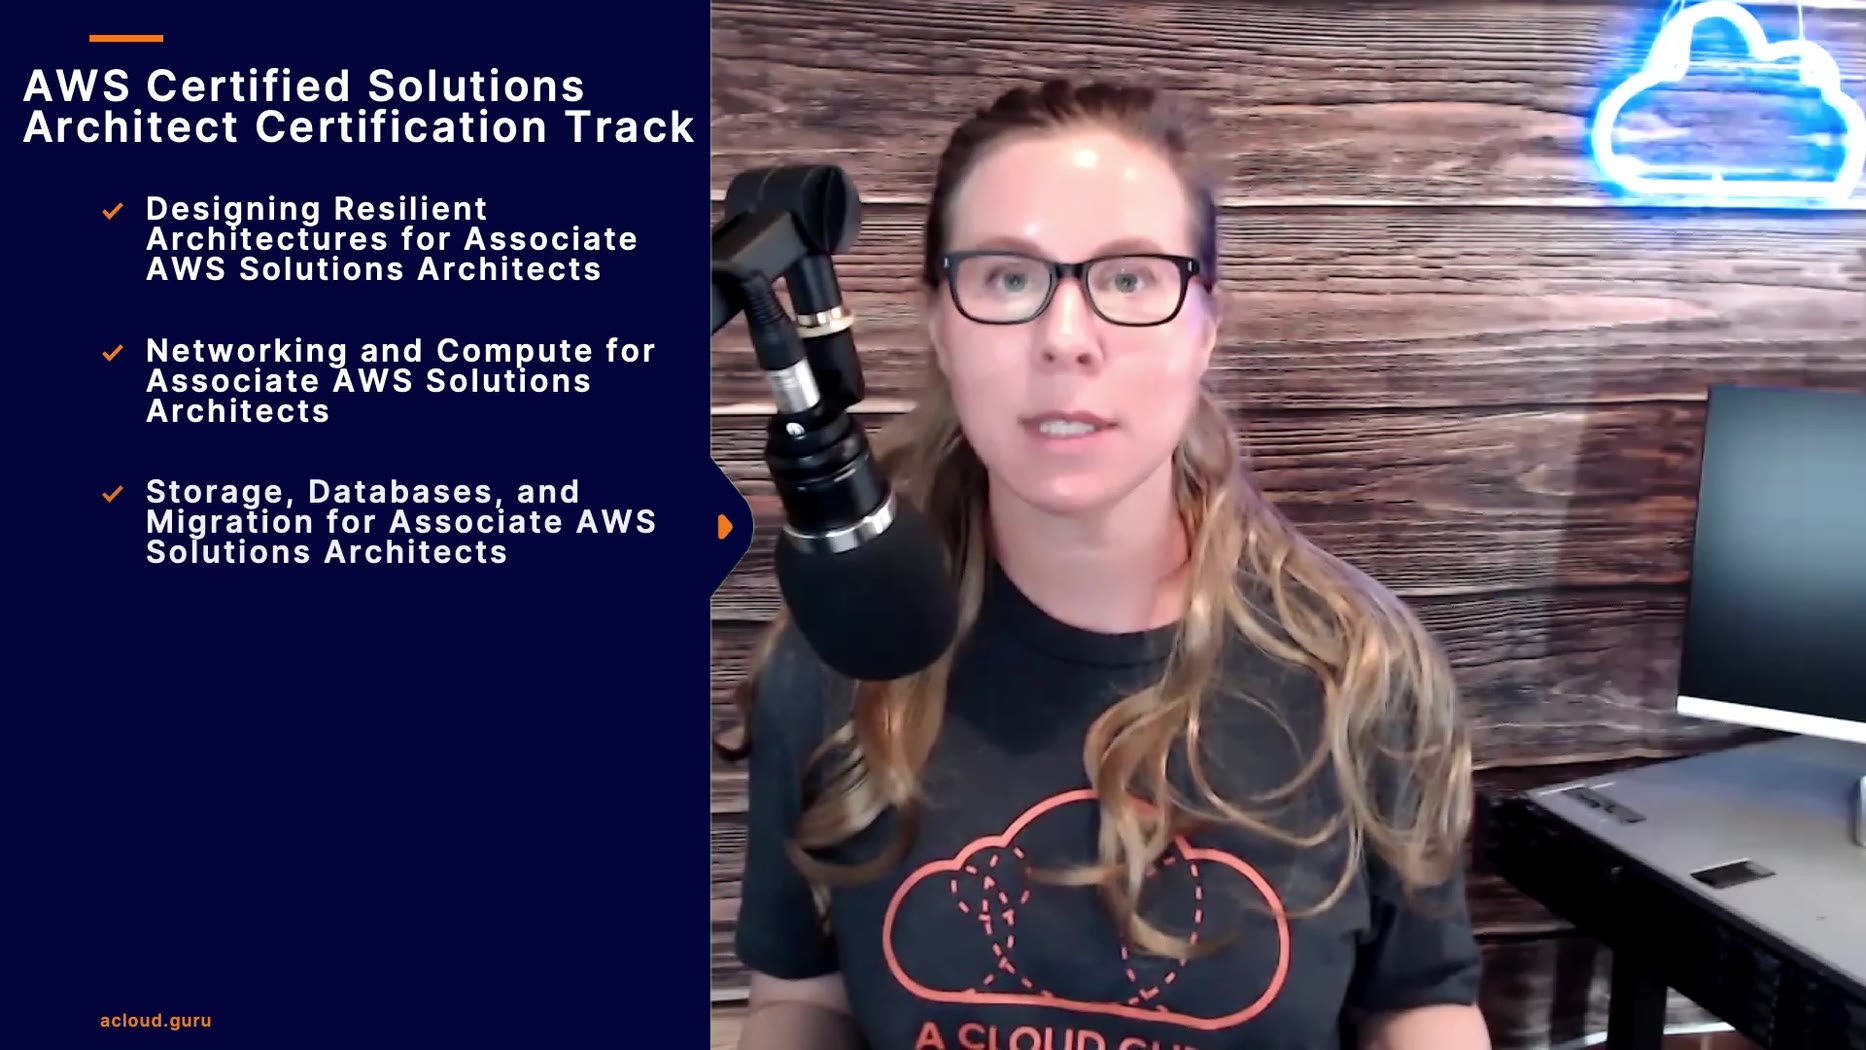 AWS Certified Solutions
Architect Certification Track
Designing Resilient
Architectures for Associate
AWS Solutions Architects
Networking and Compute for
Associate AWS Solutions
Architects
Storage, Databases, and
Migration for Associate AWS
Solutions Architects
acloud.guru
A CLOUD